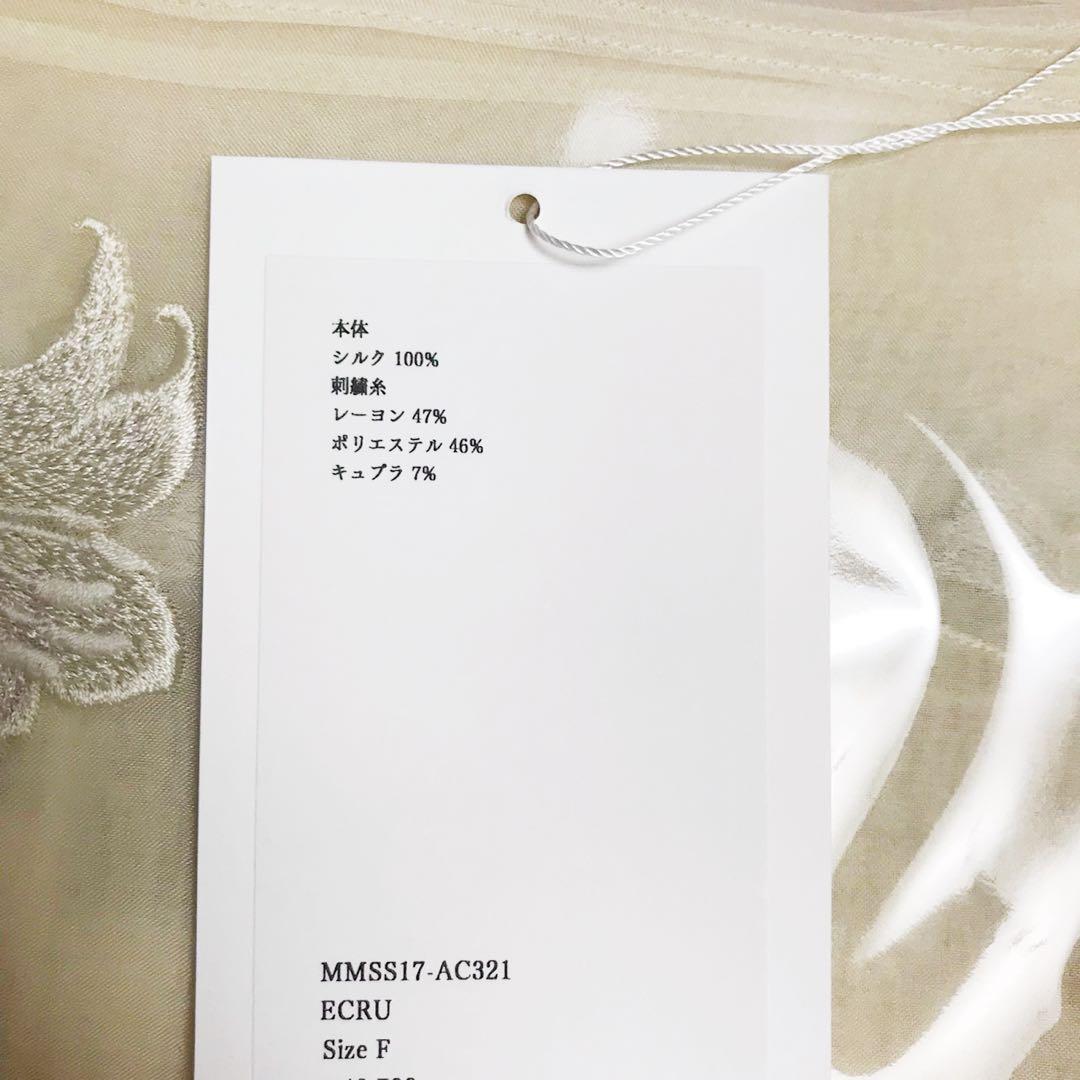 本体
シルク 100%
刺繍糸
レーヨン 47%
ポリエステル 46%
キュプラ 7%
MMSS17-AC321
ECRU
Size F